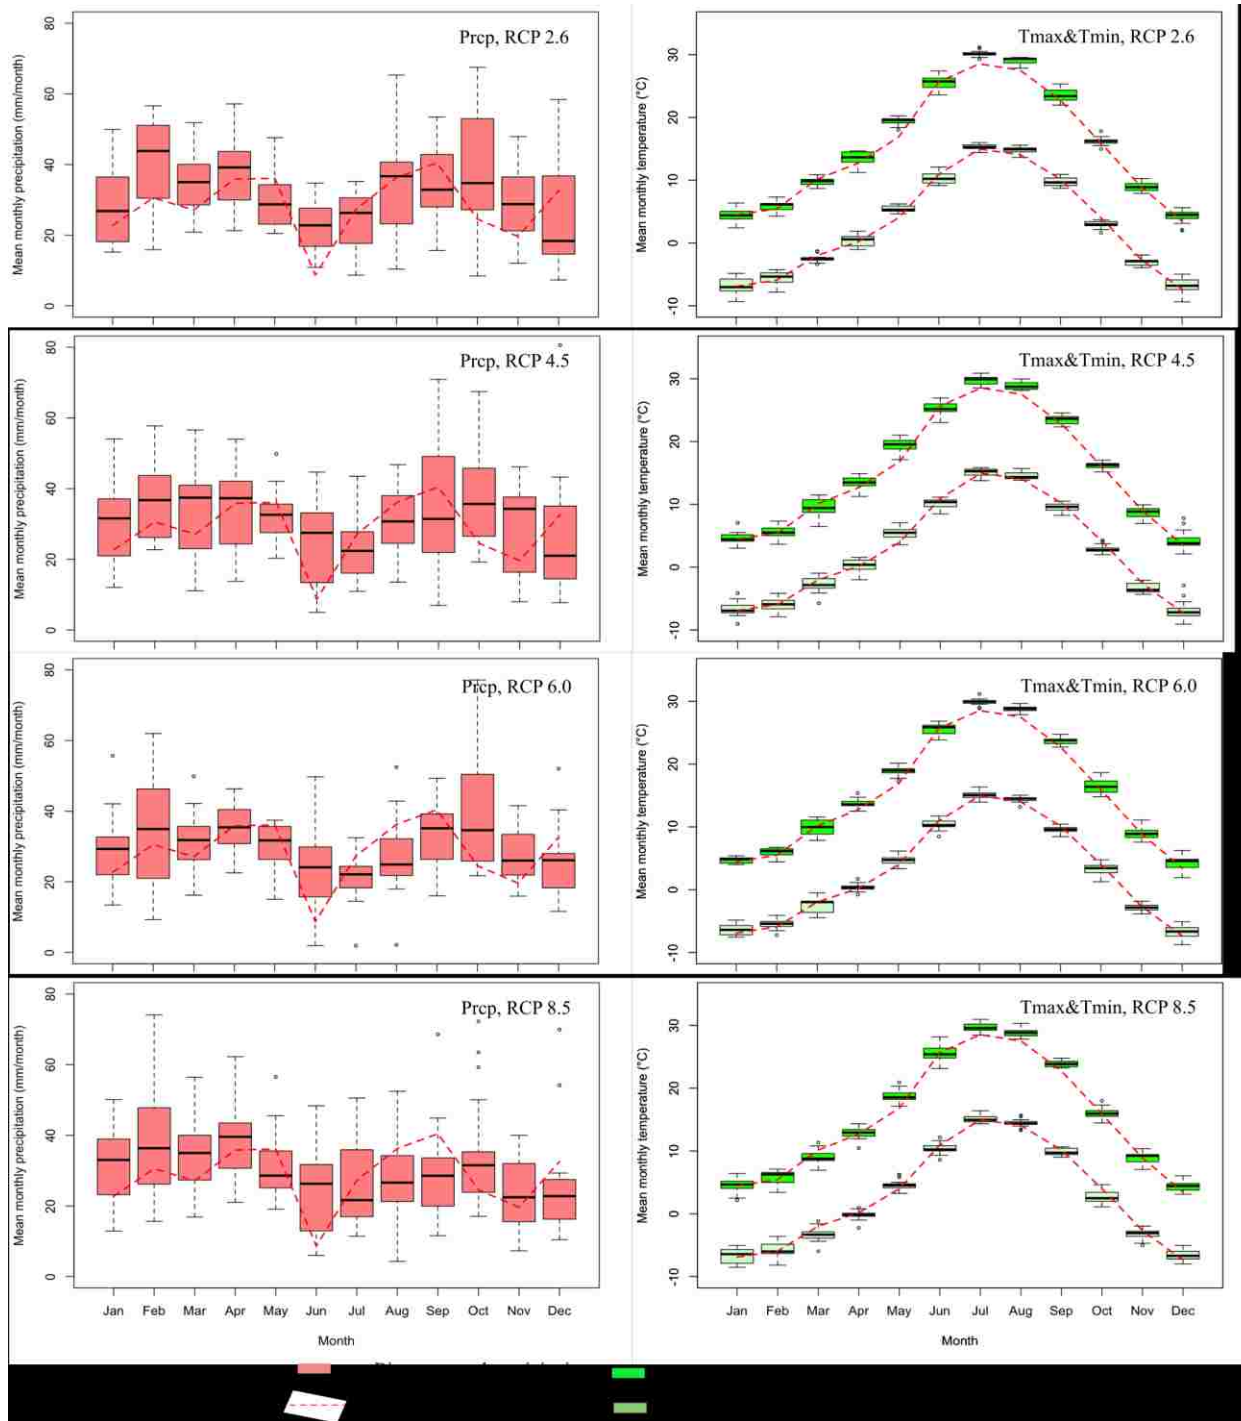 Prcp, RCP 2.6
Mean monthly precipitation (mm/month)
80
60
40
20
0
Tmax&Tmin, RCP 2.6
Mean monthly temperature (°C)
30
20
10
0
-10
Prcp, RCP 4.5
Mean monthly precipitation (mm/month)
80
60
40
20
0
Tmax&Tmin, RCP 4.5
Mean monthly temperature (°C)
30
20
10
0
-10
Prcp, RCP 6.0
Mean monthly precipitation (mm/month)
80
60
40
20
0
Tmax&Tmin, RCP 6.0
Mean monthly temperature (°C)
30
20
10
0
-10
Prcp, RCP 8.5
Mean monthly precipitation (mm/month)
80
60
40
20
0
Jan Feb Mar Apr May Jun Jul Aug Sep Oct Nov Dec
Month
Tmax&Tmin, RCP 8.5
Mean monthly temperature (°C)
30
20
10
0
-10
Jan Feb Mar Apr May Jun Jul Aug Sep Oct Nov Dec
Month